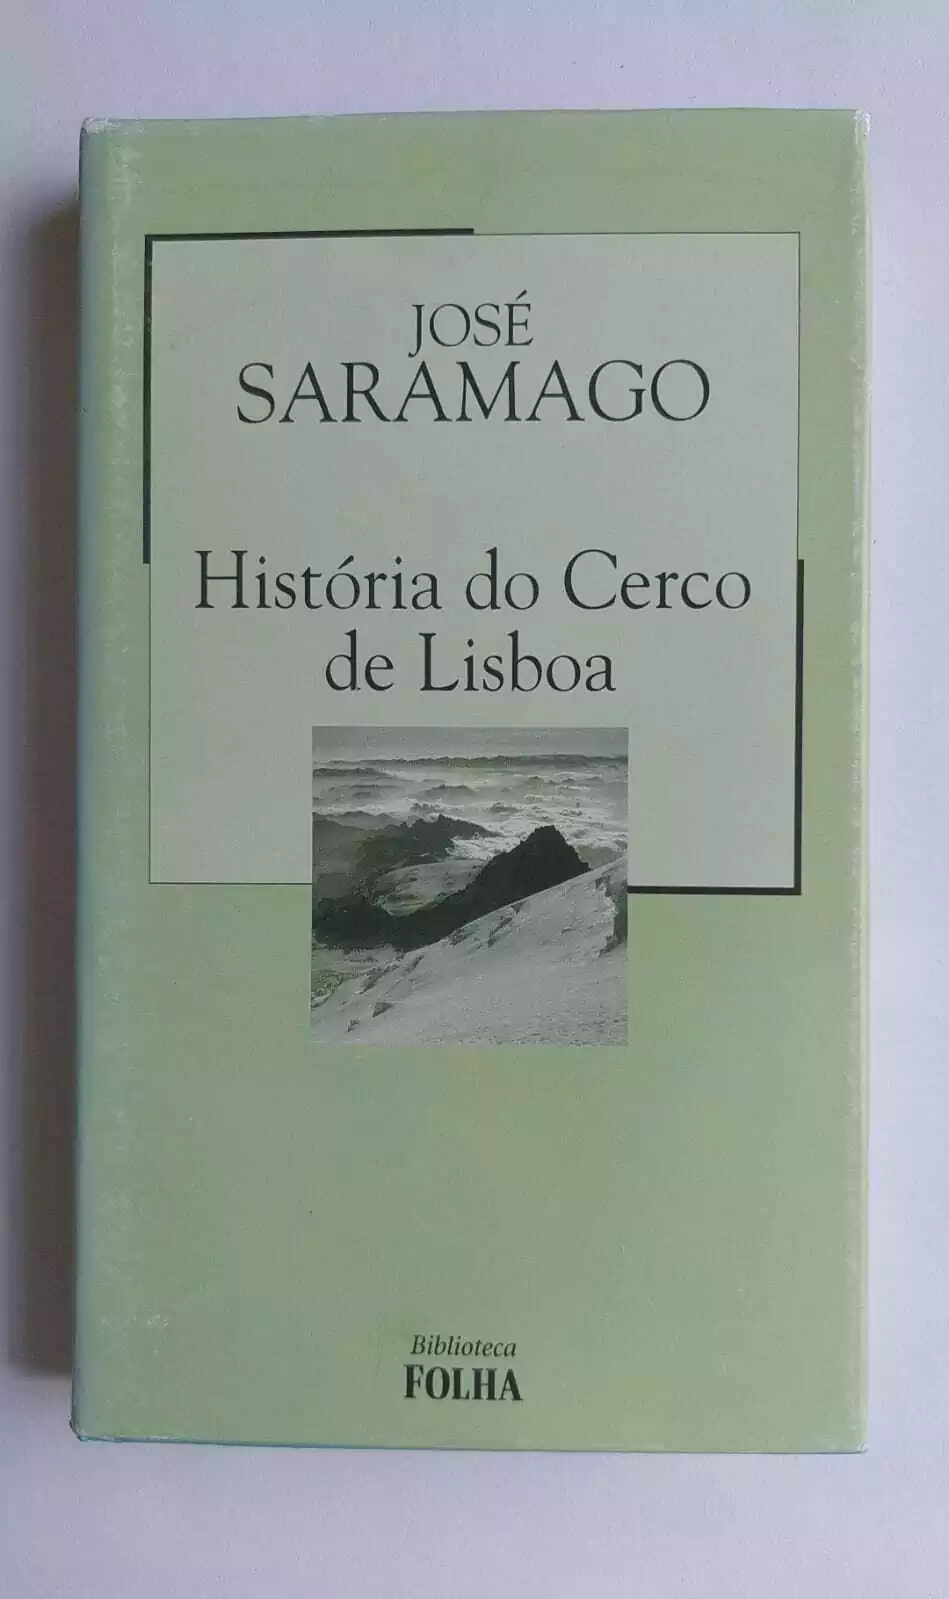 JOSÉ
SARAMAGO
História do Cerco
de Lisboa
Biblioteca
FOLHA